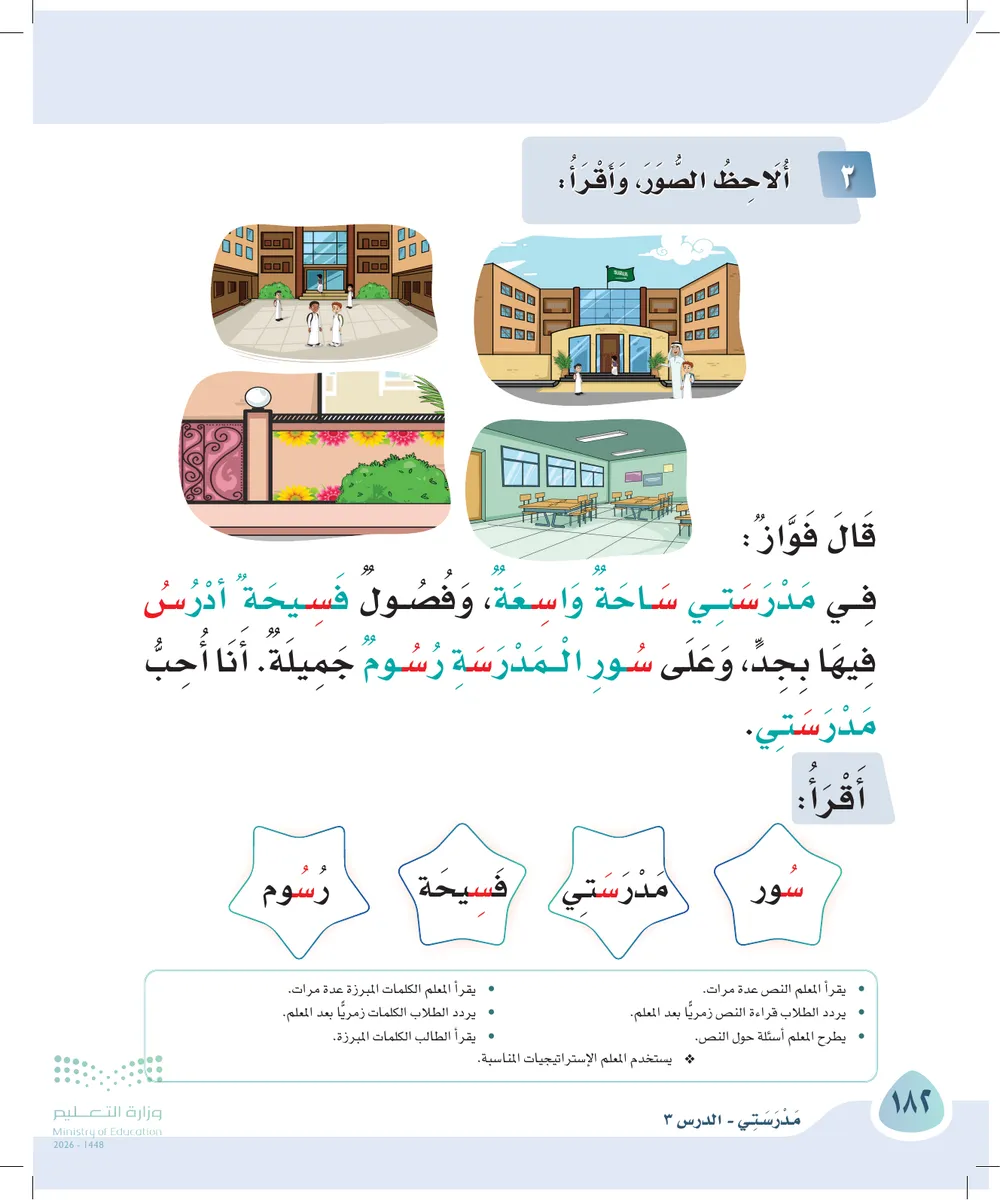 ٣
أُلَاحِظُ الصُّوَرَ، وَأَقْرَأُ:
قَالَ فَوَّازٌ:
فِي مَدْرَسَتِي سَاحَةٌ وَاسِعَةٌ، وَفُصُولٌ فَسِيحَةٌ أدْرُسُ
فِيهَا بِجِدٍّ، وَعَلَى سُورِ الْمَدْرَسَةِ رُسُومٌ جَمِيلَةٌ. أَنَا أُحِبُّ
مَدْرَسَتِي.
أَقْرَأُ:
سُور
مَدْرَسَتِي
فَسِيحَة
رُسُوم
• يقرأ المعلم النص عدة مرات.
• يردد الطلاب قراءة النص زمريًّا بعد المعلم.
• يطرح المعلم أسئلة حول النص.
• يقرأ المعلم الكلمات المبرزة عدة مرات.
• يردد الطلاب الكلمات زمريًّا بعد المعلم.
• يقرأ الطالب الكلمات المبرزة.
❖ يستخدم المعلم الإستراتيجيات المناسبة.
وزارة التعـــليم
Ministry of Education
2026 - 1448
مَدْرَسَتِي - الدرس ٣
١٨٢